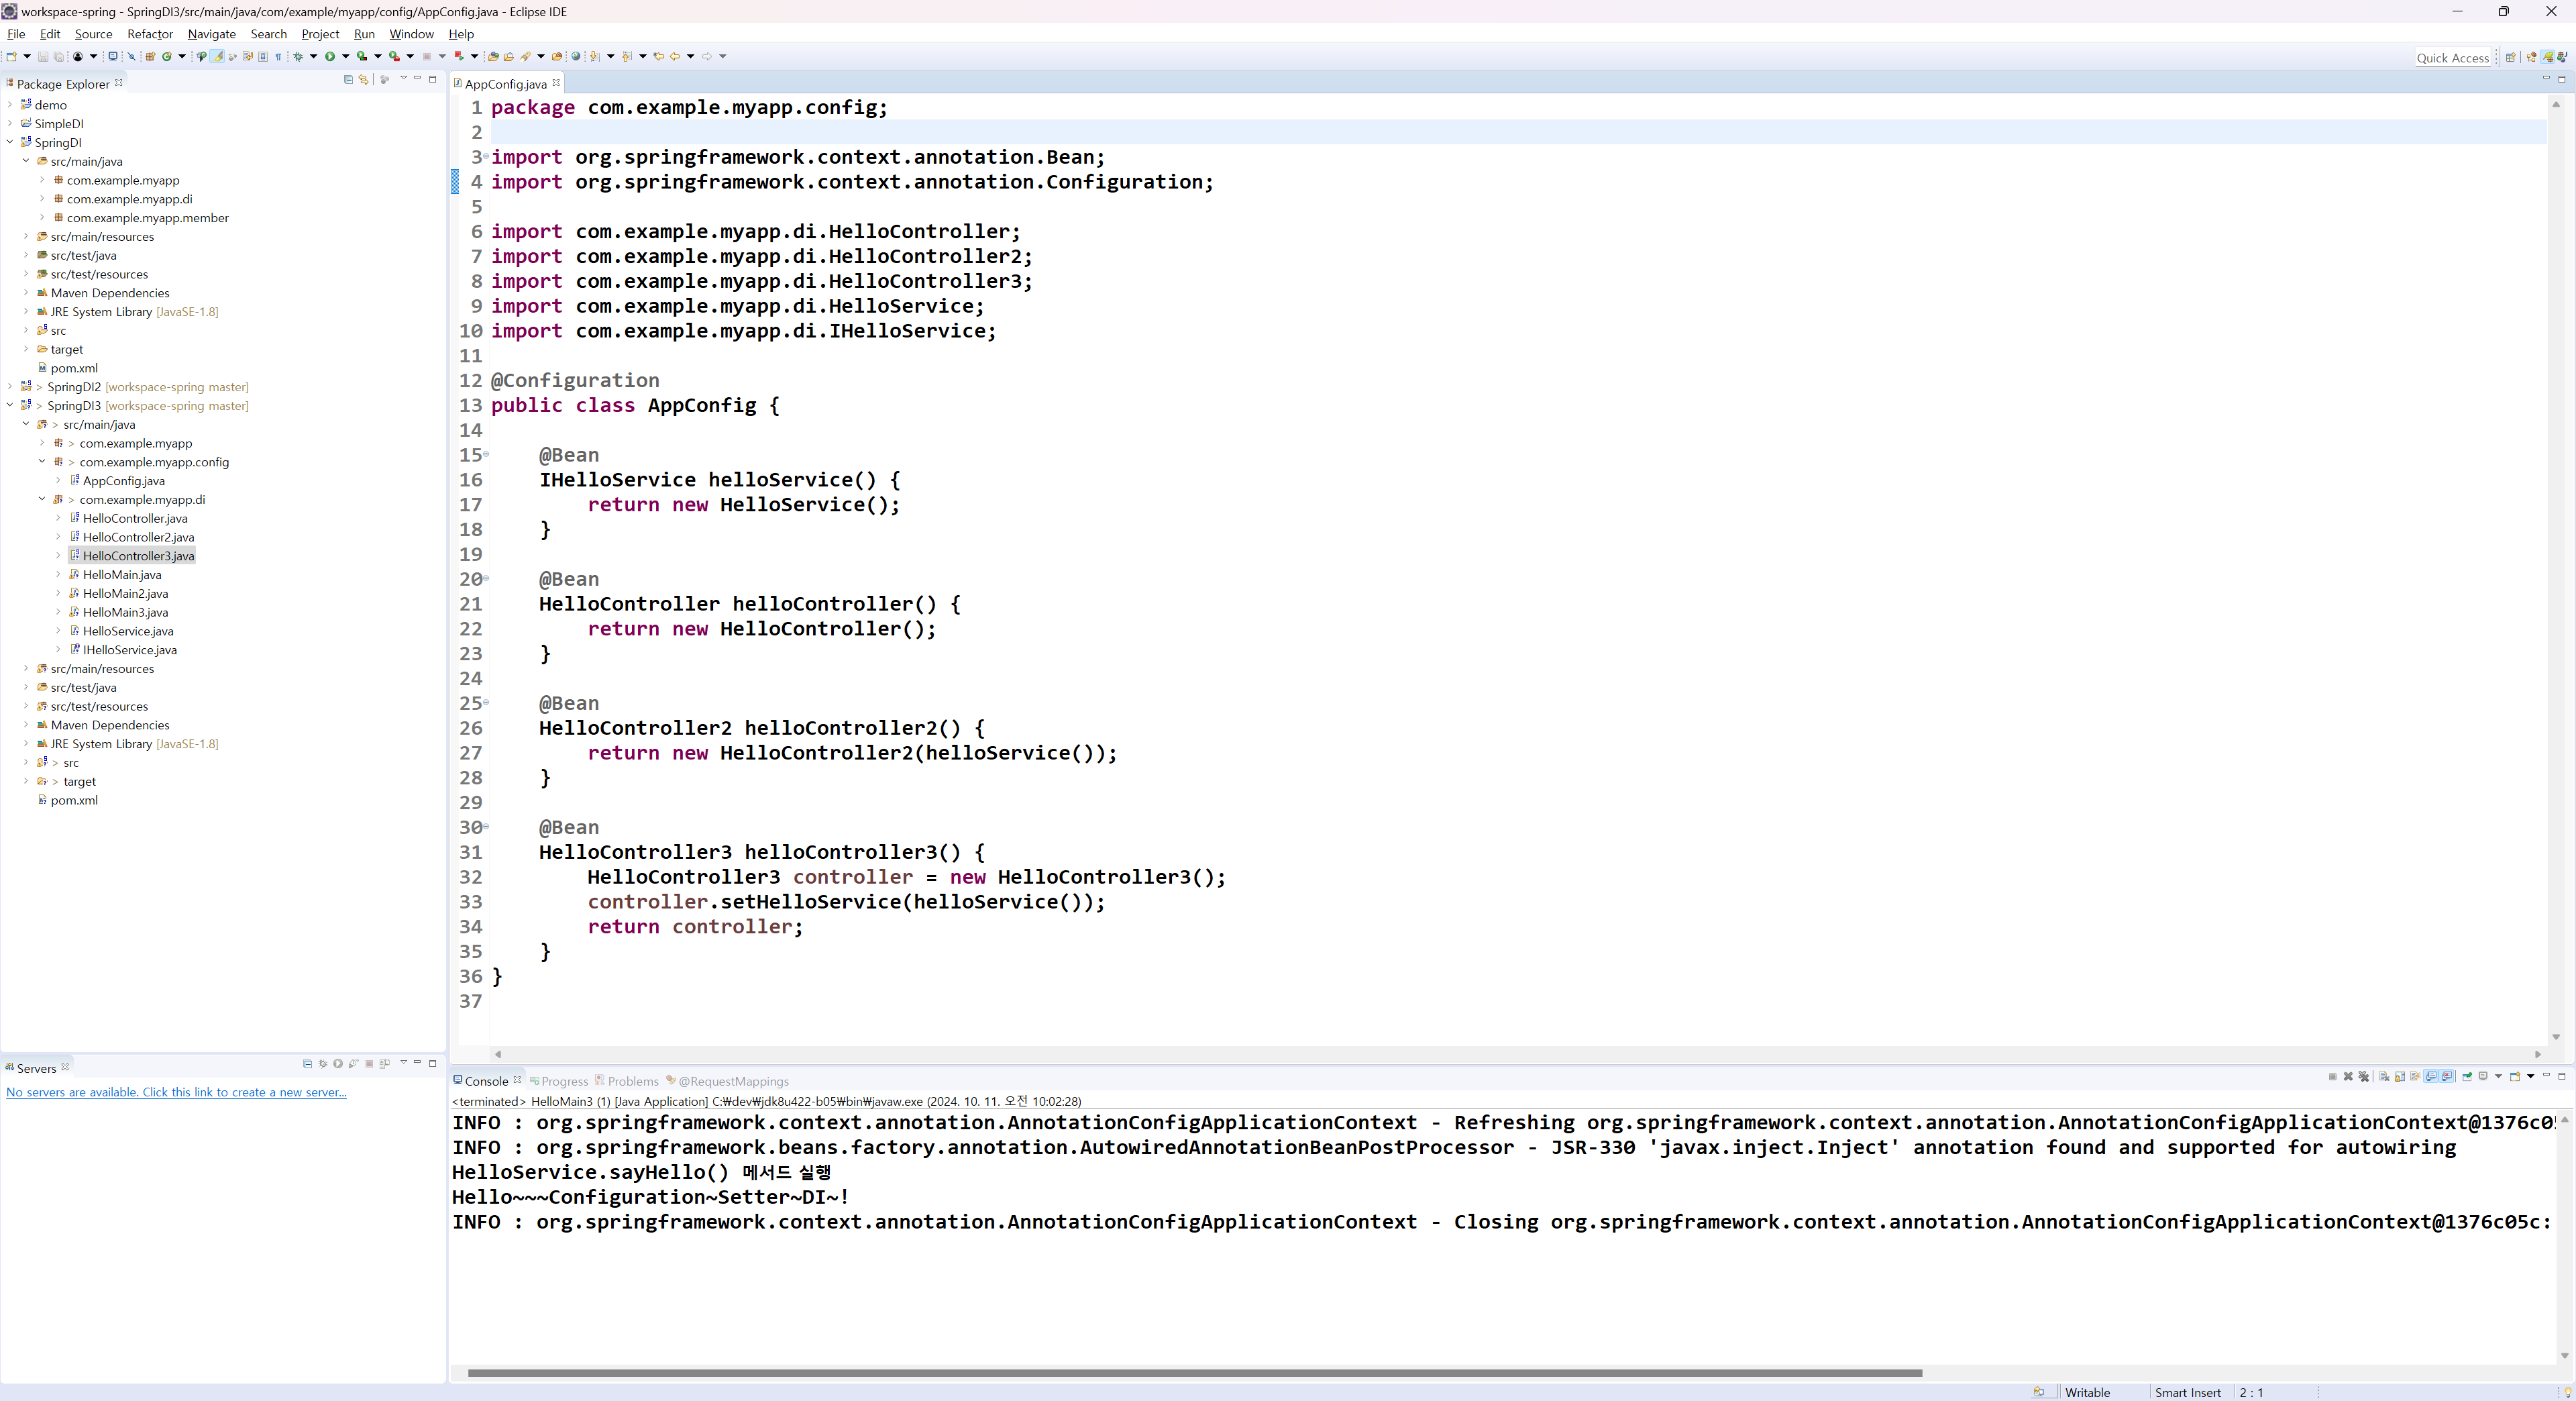 workspace-spring - SpringDI3/src/main/java/com/example/myapp/config/AppConfig.java - Eclipse IDE
File Edit Source Refactor Navigate Search Project Run Window Help
Quick Access
Package Explorer
demo
SimpleDI
SpringDI
src/main/java
com.example.myapp
com.example.myapp.di
com.example.myapp.member
src/main/resources
src/test/java
src/test/resources
Maven Dependencies
JRE System Library [JavaSE-1.8]
src
target
pom.xml
> SpringDI2 [workspace-spring master]
> SpringDI3 [workspace-spring master]
> src/main/java
> com.example.myapp
> com.example.myapp.config
AppConfig.java
> com.example.myapp.di
HelloController.java
HelloController2.java
HelloController3.java
HelloMain.java
HelloMain2.java
HelloMain3.java
HelloService.java
IHelloService.java
src/main/resources
src/test/java
src/test/resources
Maven Dependencies
JRE System Library [JavaSE-1.8]
> src
> target
pom.xml
AppConfig.java
1 package com.example.myapp.config;
2
3 import org.springframework.context.annotation.Bean;
4 import org.springframework.context.annotation.Configuration;
5
6 import com.example.myapp.di.HelloController;
7 import com.example.myapp.di.HelloController2;
8 import com.example.myapp.di.HelloController3;
9 import com.example.myapp.di.HelloService;
10 import com.example.myapp.di.IHelloService;
11
12 @Configuration
13 public class AppConfig {
14
15 @Bean
16 IHelloService helloService() {
17 return new HelloService();
18 }
19
20 @Bean
21 HelloController helloController() {
22 return new HelloController();
23 }
24
25 @Bean
26 HelloController2 helloController2() {
27 return new HelloController2(helloService());
28 }
29
30 @Bean
31 HelloController3 helloController3() {
32 HelloController3 controller = new HelloController3();
33 controller.setHelloService(helloService());
34 return controller;
35 }
36 }
37
Servers
No servers are available. Click this link to create a new server...
Console Progress Problems @RequestMappings
<terminated> HelloMain3 (1) [Java Application] C:₩dev₩jdk8u422-b05₩bin₩javaw.exe (2024. 10. 11. 오전 10:02:28)
INFO : org.springframework.context.annotation.AnnotationConfigApplicationContext - Refreshing org.springframework.context.annotation.AnnotationConfigApplicationContext@1376c05
INFO : org.springframework.beans.factory.annotation.AutowiredAnnotationBeanPostProcessor - JSR-330 'javax.inject.Inject' annotation found and supported for autowiring
HelloService.sayHello() 메서드 실행
Hello~~~Configuration~Setter~DI~!
INFO : org.springframework.context.annotation.AnnotationConfigApplicationContext - Closing org.springframework.context.annotation.AnnotationConfigApplicationContext@1376c05c:
Writable Smart Insert 2 : 1